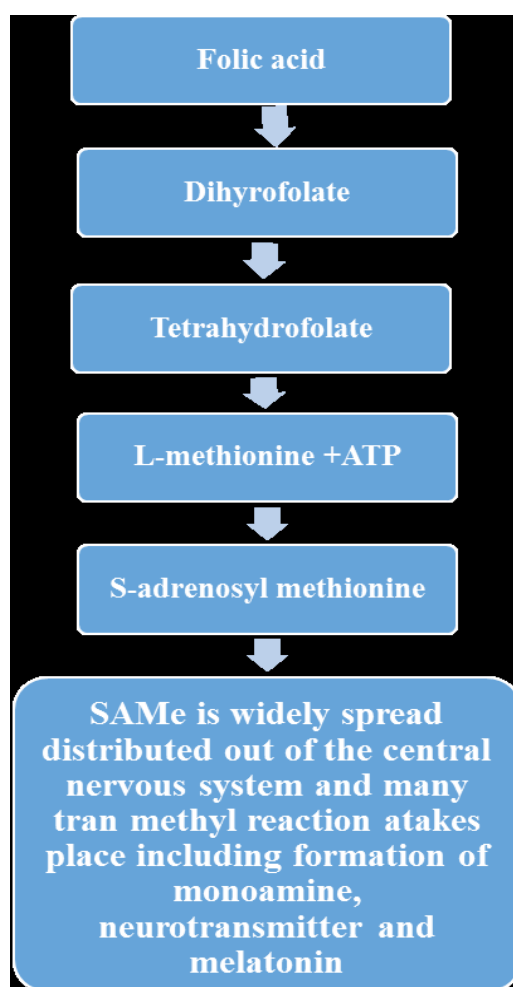 Folic acid
Dihyrofolate
Tetrahydrofolate
L-methionine +ATP
S-adrenosyl methionine
SAMe is widely spread
distributed out of the central
nervous system and many
tran methyl reaction atakes
place including formation of
monoamine,
neurotransmitter and
melatonin